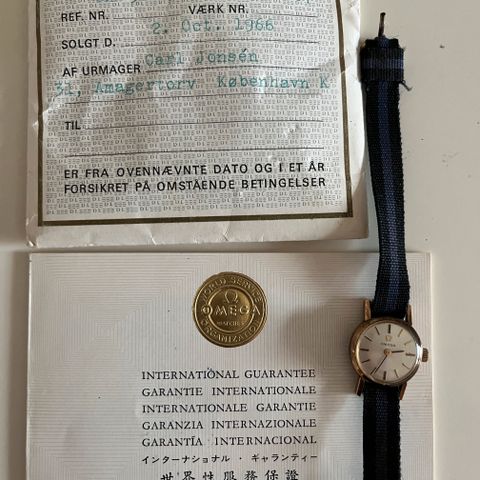 REF. NR. VÆRK NR.
SOLGT D. 2. Oct. 1966
AF URMAGER Carl Jonsén
31, Amagertorv København K
TIL
ER FRA OVENNÆVNTE DATO OG I ET ÅR
FORSIKRET PÅ OMSTÅENDE BETINGELSER
WORLD SERVICE
Ω
OMEGA
ORGANIZATION
INTERNATIONAL GUARANTEE
GARANTIE INTERNATIONALE
INTERNATIONALE GARANTIE
GARANZIA INTERNAZIONALE
GARANTÍA INTERNACIONAL
インターナショナル・ギャランティー
世界性服務保證
Ω
OMEGA